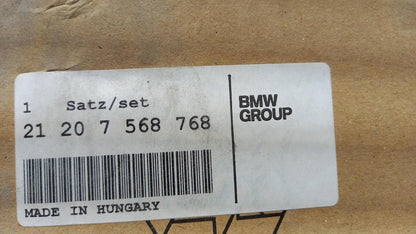 1 Satz/set
21 20 7 568 768
MADE IN HUNGARY
BMW
GROUP